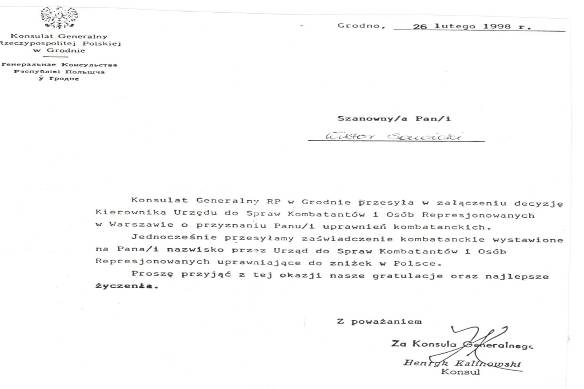 Konsulat Generalny
Rzeczypospolitej Polskiej
w Grodnie
Генеральнае Консульства
Рэспублікі Польшча
ў Гродне
Grodno, 26 lutego 1998 r.
Szanowny/a Pan/i
Wiktor Sawicki
Konsulat Generalny RP w Grodnie przesyła w załączeniu decyzję
Kierownika Urzędu do Spraw Kombatantów i Osób Represjonowanych
w Warszawie o przyznaniu Panu/i uprawnień kombatanckich.
Jednocześnie przesyłamy zaświadczenie kombatanckie wystawione
na Pana/i nazwisko przez Urząd do Spraw Kombatantów i Osób
Represjonowanych uprawniające do zniżek w Polsce.
Proszę przyjąć z tej okazji nasze gratulacje oraz najlepsze
życzenia.
Z poważaniem
Za Konsula Generalnego
Henryk Kalinowski
Konsul